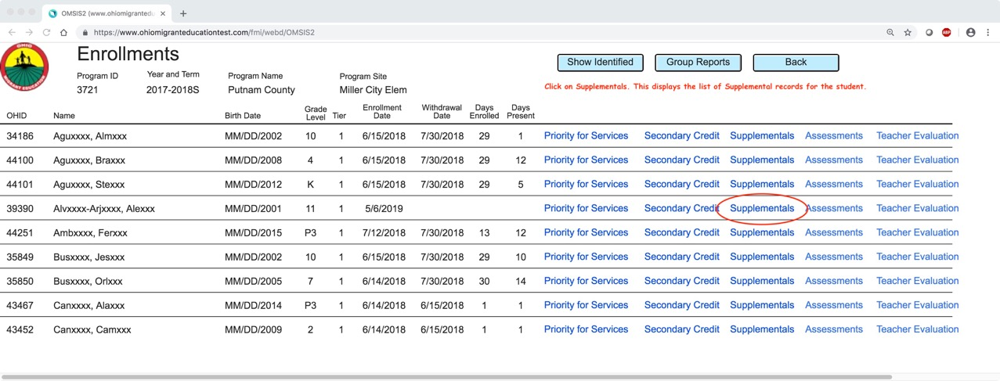 OMSIS2 (www.ohiomigranteduc
https://www.ohiomiganteducationtest.com/fmi/webd/OMSIS2
ABP
OHIO
MIGRANT EDUCATION
Enrollments
Show Identified Group Reports Back
Program ID Year and Term Program Name Program Site
3721 2017-2018S Putnam County Miller City Elem
Click on Supplementals. This displays the list of Supplemental records for the student.
OHID Name Birth Date Grade Level Tier Enrollment Date Withdrawal Date Days Enrolled Days Present
34186 Aguxxxx, Almxxx MM/DD/2002 10 1 6/15/2018 7/30/2018 29 1 Priority for Services Secondary Credit Supplementals Assessments Teacher Evaluation
44100 Aguxxxx, Braxxx MM/DD/2008 4 1 6/15/2018 7/30/2018 29 12 Priority for Services Secondary Credit Supplementals Assessments Teacher Evaluation
44101 Aguxxxx, Stexxx MM/DD/2012 K 1 6/15/2018 7/30/2018 29 5 Priority for Services Secondary Credit Supplementals Assessments Teacher Evaluation
39390 Alvxxxx-Arjxxxx, Alexxx MM/DD/2001 11 1 5/6/2019 Priority for Services Secondary Credit Supplementals Assessments Teacher Evaluation
44251 Ambxxxx, Ferxxx MM/DD/2015 P3 1 7/12/2018 7/30/2018 13 12 Priority for Services Secondary Credit Supplementals Assessments Teacher Evaluation
35849 Busxxxx, Jesxxx MM/DD/2002 10 1 6/15/2018 7/30/2018 29 10 Priority for Services Secondary Credit Supplementals Assessments Teacher Evaluation
35850 Busxxxx, Orlxxx MM/DD/2005 7 1 6/14/2018 7/30/2018 30 14 Priority for Services Secondary Credit Supplementals Assessments Teacher Evaluation
43467 Canxxxx, Alaxxx MM/DD/2014 P3 1 6/14/2018 6/15/2018 1 1 Priority for Services Secondary Credit Supplementals Assessments Teacher Evaluation
43452 Canxxxx, Camxxx MM/DD/2009 2 1 6/14/2018 6/15/2018 1 1 Priority for Services Secondary Credit Supplementals Assessments Teacher Evaluation